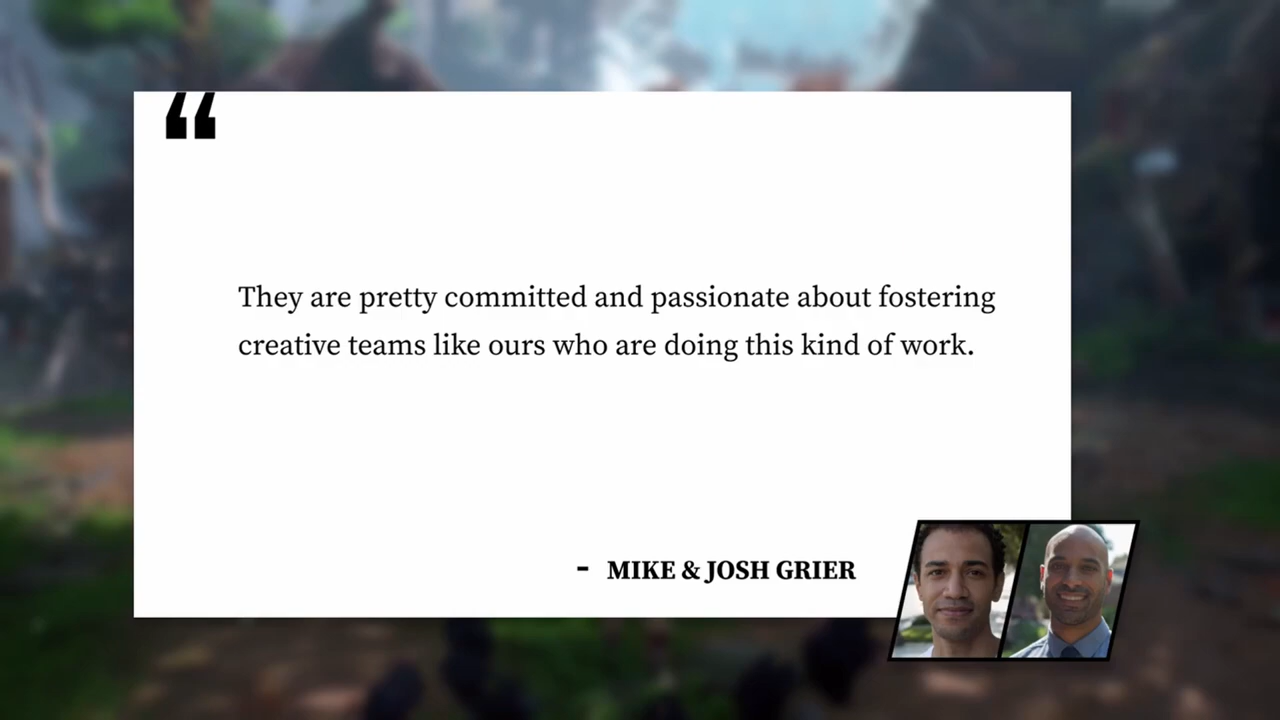 “
They are pretty committed and passionate about fostering
creative teams like ours who are doing this kind of work.
- MIKE & JOSH GRIER